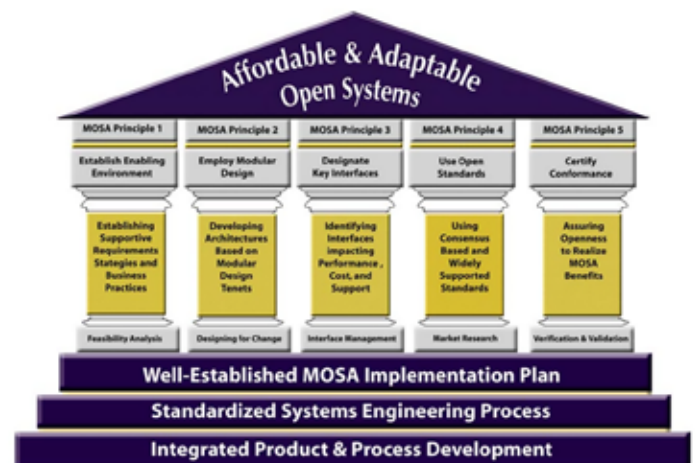 Affordable & Adaptable
Open Systems
MOSA Principle 1
MOSA Principle 2
MOSA Principle 3
MOSA Principle 4
MOSA Principle 5
Establish Enabling
Environment
Employ Modular
Design
Designate
Key Interfaces
Use Open
Standards
Certify
Conformance
Establishing
Supportive
Requirements
Stategies and
Business
Practices
Developing
Architectures
Based on
Modular
Design
Tenets
Identifying
Interfaces
impacting
Performance,
Cost, and
Support
Using
Consensus
Based and
Widely
Supported
Standards
Assuring
Openness
to Realize
MOSA
Benefits
Feasibility Analysis
Designing for Change
Interface Management
Market Research
Verification & Validation
Well-Established MOSA Implementation Plan
Standardized Systems Engineering Process
Integrated Product & Process Development